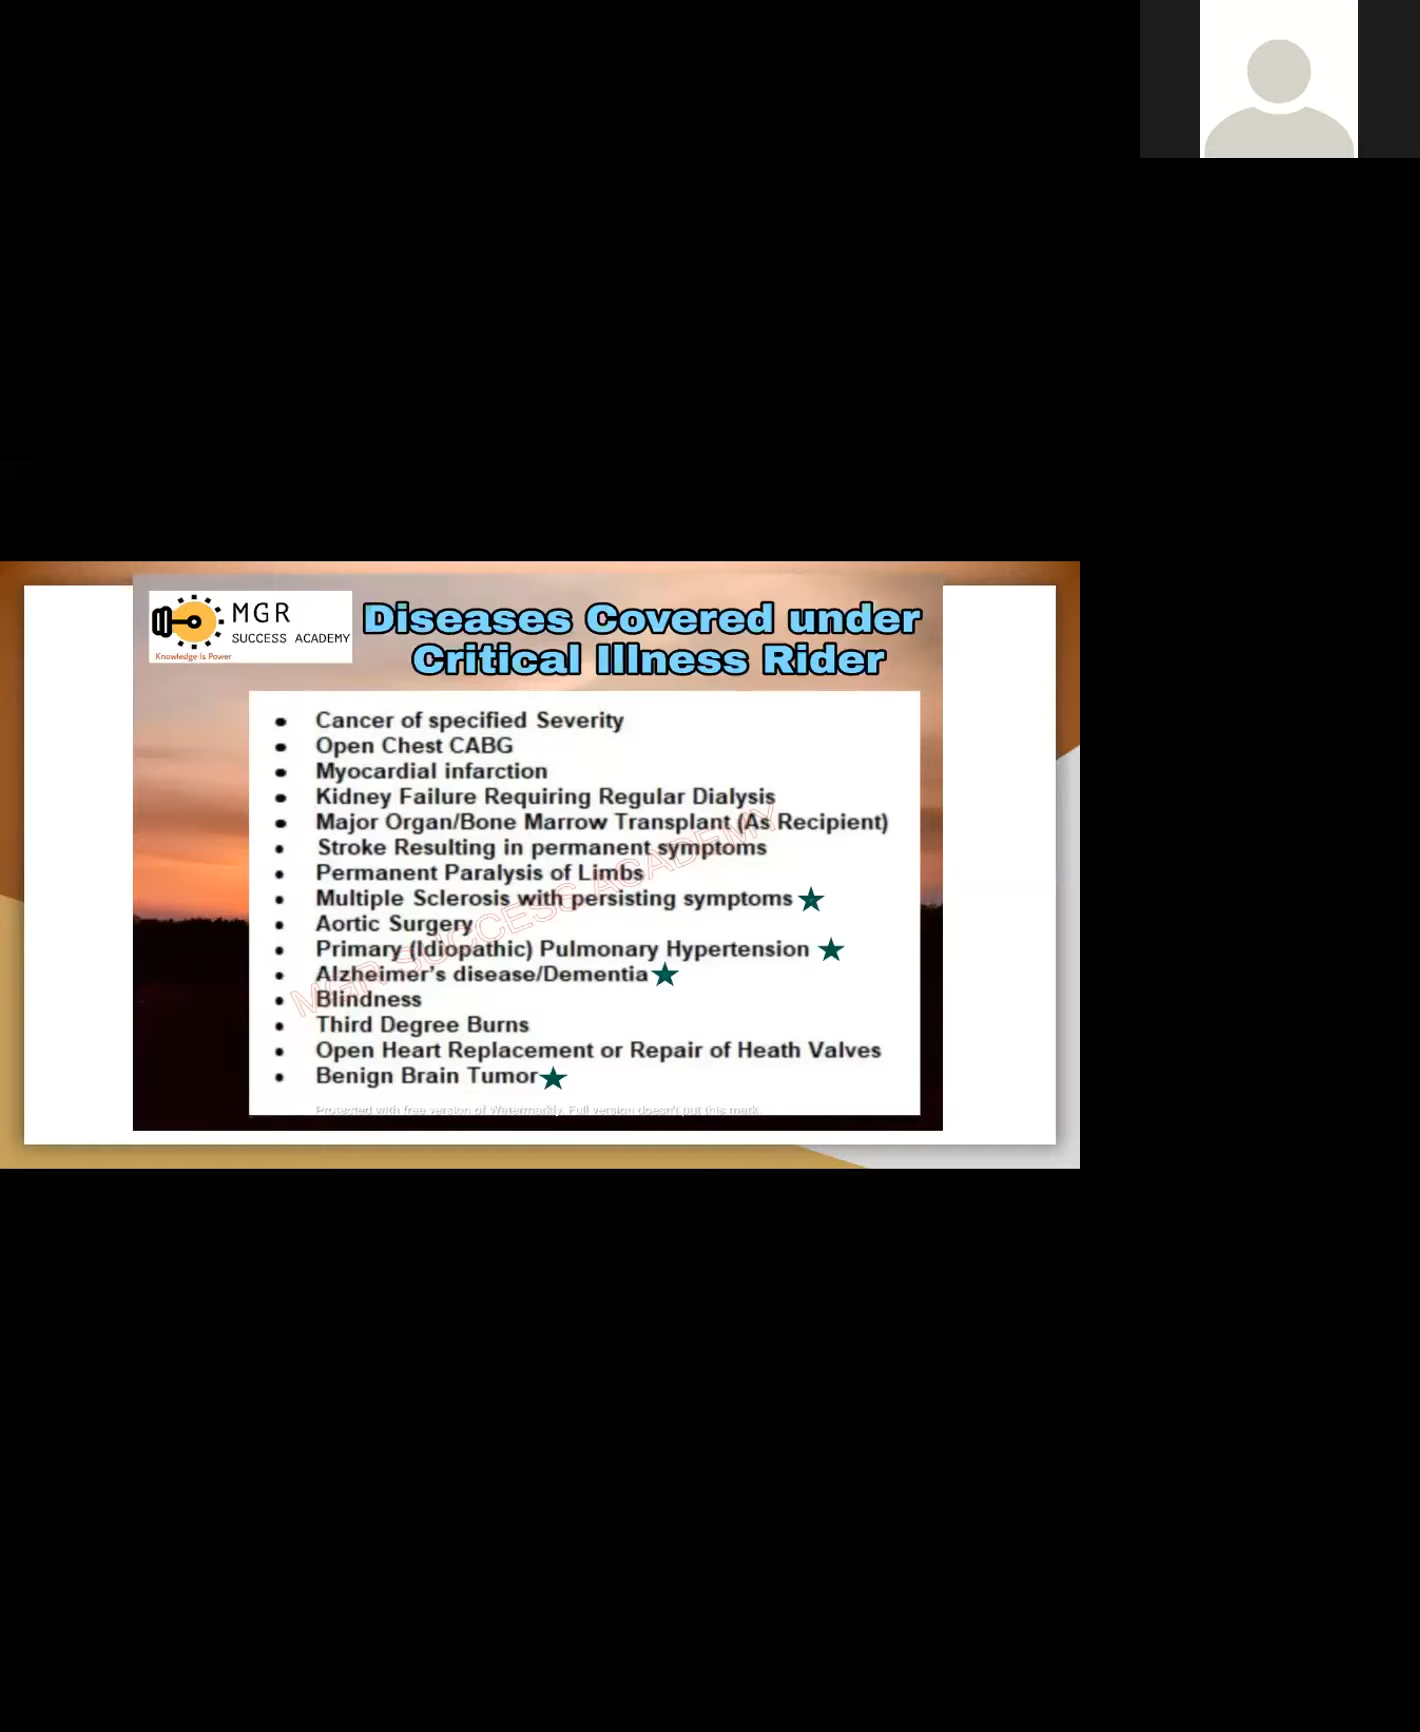 MGR
SUCCESS ACADEMY
Knowledge Is Power
Diseases Covered under
Critical Illness Rider
• Cancer of specified Severity
• Open Chest CABG
• Myocardial infarction
• Kidney Failure Requiring Regular Dialysis
• Major Organ/Bone Marrow Transplant (As Recipient)
• Stroke Resulting in permanent symptoms
• Permanent Paralysis of Limbs
• Multiple Sclerosis with persisting symptoms ★
• Aortic Surgery
• Primary (Idiopathic) Pulmonary Hypertension ★
• Alzheimer's disease/Dementia ★
• Blindness
• Third Degree Burns
• Open Heart Replacement or Repair of Heath Valves
• Benign Brain Tumor ★
MGR SUCCESS ACADEMY
Protected with free version of Watermarkly. Full version doesn't put this mark.